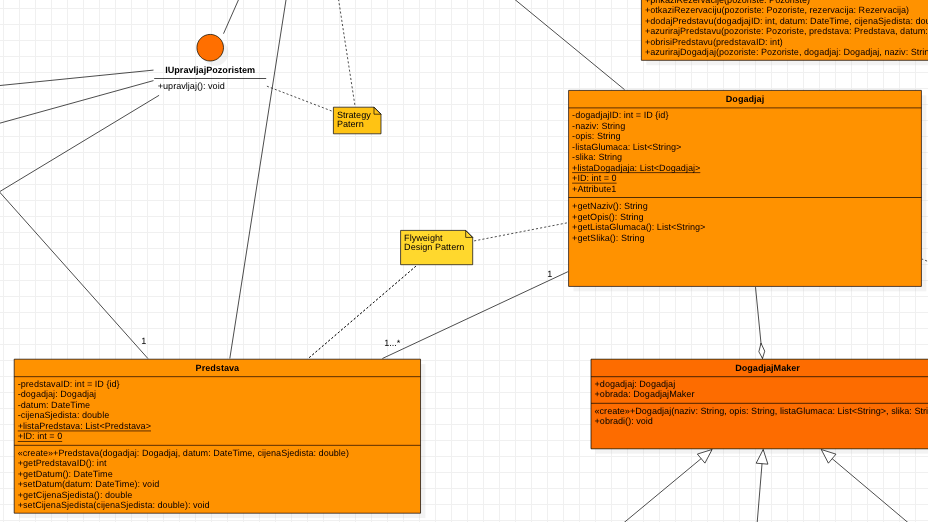 +otkaziRezervaciju(pozoriste: Pozoriste, rezervacija: Rezervacija)
+dodajPredstavu(dogadjajID: int, datum: DateTime, cijenaSjedista: dou
+azurirajPredstavu(pozoriste: Pozoriste, predstava: Predstava, datum:
+obrisiPredstavu(predstavaID: int)
+azurirajDogadjaj(pozoriste: Pozoriste, dogadjaj: Dogadjaj, naziv: Strin
IUpravljajPozoristem
+upravljaj(): void
Strategy
Patern
Dogadjaj
-dogadjajID: int = ID {id}
-naziv: String
-opis: String
-listaGlumaca: List<String>
-slika: String
+listaDogadjaja: List<Dogadjaj>
+ID: int = 0
+Attribute1
+getNaziv(): String
+getOpis(): String
+getListaGlumaca(): List<String>
+getSlika(): String
Flyweight
Design Pattern
1
1...*
1
Predstava
-predstavaID: int = ID {id}
-dogadjaj: Dogadjaj
-datum: DateTime
-cijenaSjedista: double
+listaPredstava: List<Predstava>
+ID: int = 0
«create»+Predstava(dogadjaj: Dogadjaj, datum: DateTime, cijenaSjedista: double)
+getPredstavaID(): int
+getDatum(): DateTime
+setDatum(datum: DateTime): void
+getCijenaSjedista(): double
+setCijenaSjedista(cijenaSjedista: double): void
DogadjajMaker
+dogadjaj: Dogadjaj
+obrada: DogadjajMaker
«create»+Dogadjaj(naziv: String, opis: String, listaGlumaca: List<String>, slika: Stri
+obradi(): void